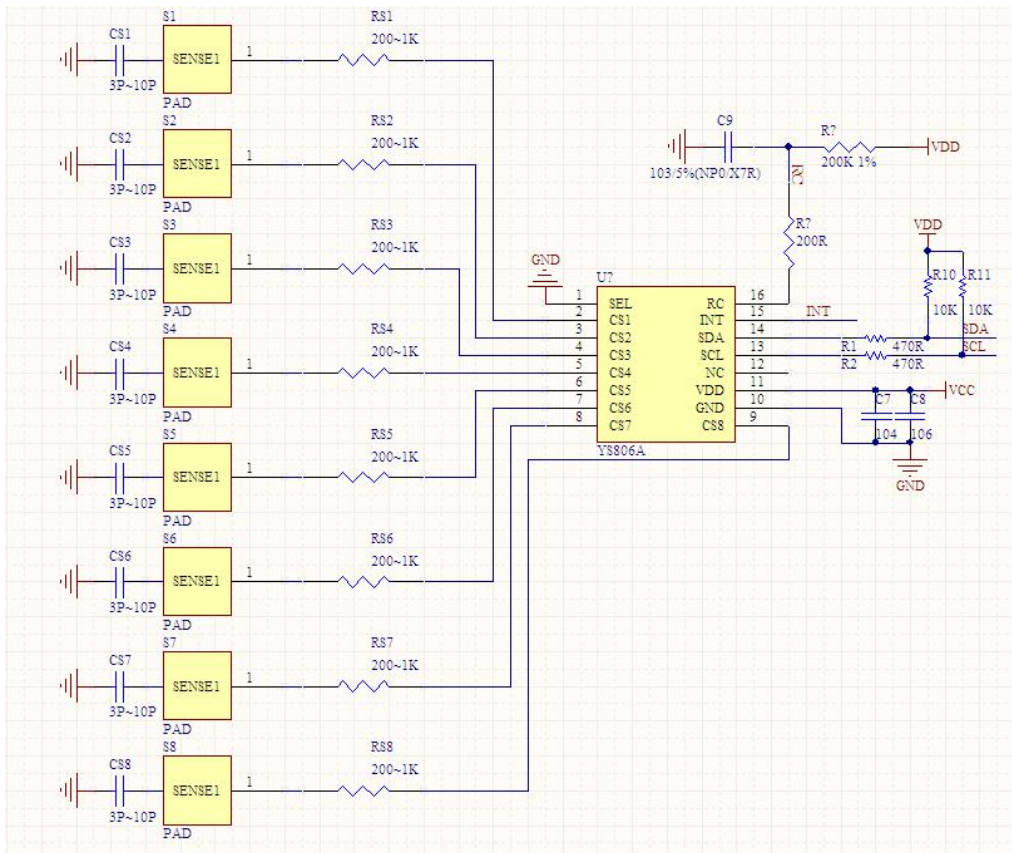 S1
CS1
SENSE1
1
RS1
200~1K
3P~10P
PAD
S2
CS2
SENSE1
1
RS2
200~1K
3P~10P
PAD
S3
CS3
SENSE1
1
RS3
200~1K
3P~10P
PAD
S4
CS4
SENSE1
1
RS4
200~1K
3P~10P
PAD
S5
CS5
SENSE1
1
RS5
200~1K
3P~10P
PAD
S6
CS6
SENSE1
1
RS6
200~1K
3P~10P
PAD
S7
CS7
SENSE1
1
RS7
200~1K
3P~10P
PAD
S8
CS8
SENSE1
1
RS8
200~1K
3P~10P
PAD
C9
103/5%(NP0/X7R)
R?
200K 1%
VDD
RC
R?
200R
VDD
R10
R11
10K
10K
GND
U?
1 SEL RC 16
2 CS1 INT 15 INT
3 CS2 SDA 14
4 CS3 SCL 13
5 CS4 NC 12
6 CS5 VDD 11
7 CS6 GND 10
8 CS7 CS8 9
YS806A
R1 470R SDA
R2 470R SCL
VCC
C7 C8
104 106
GND